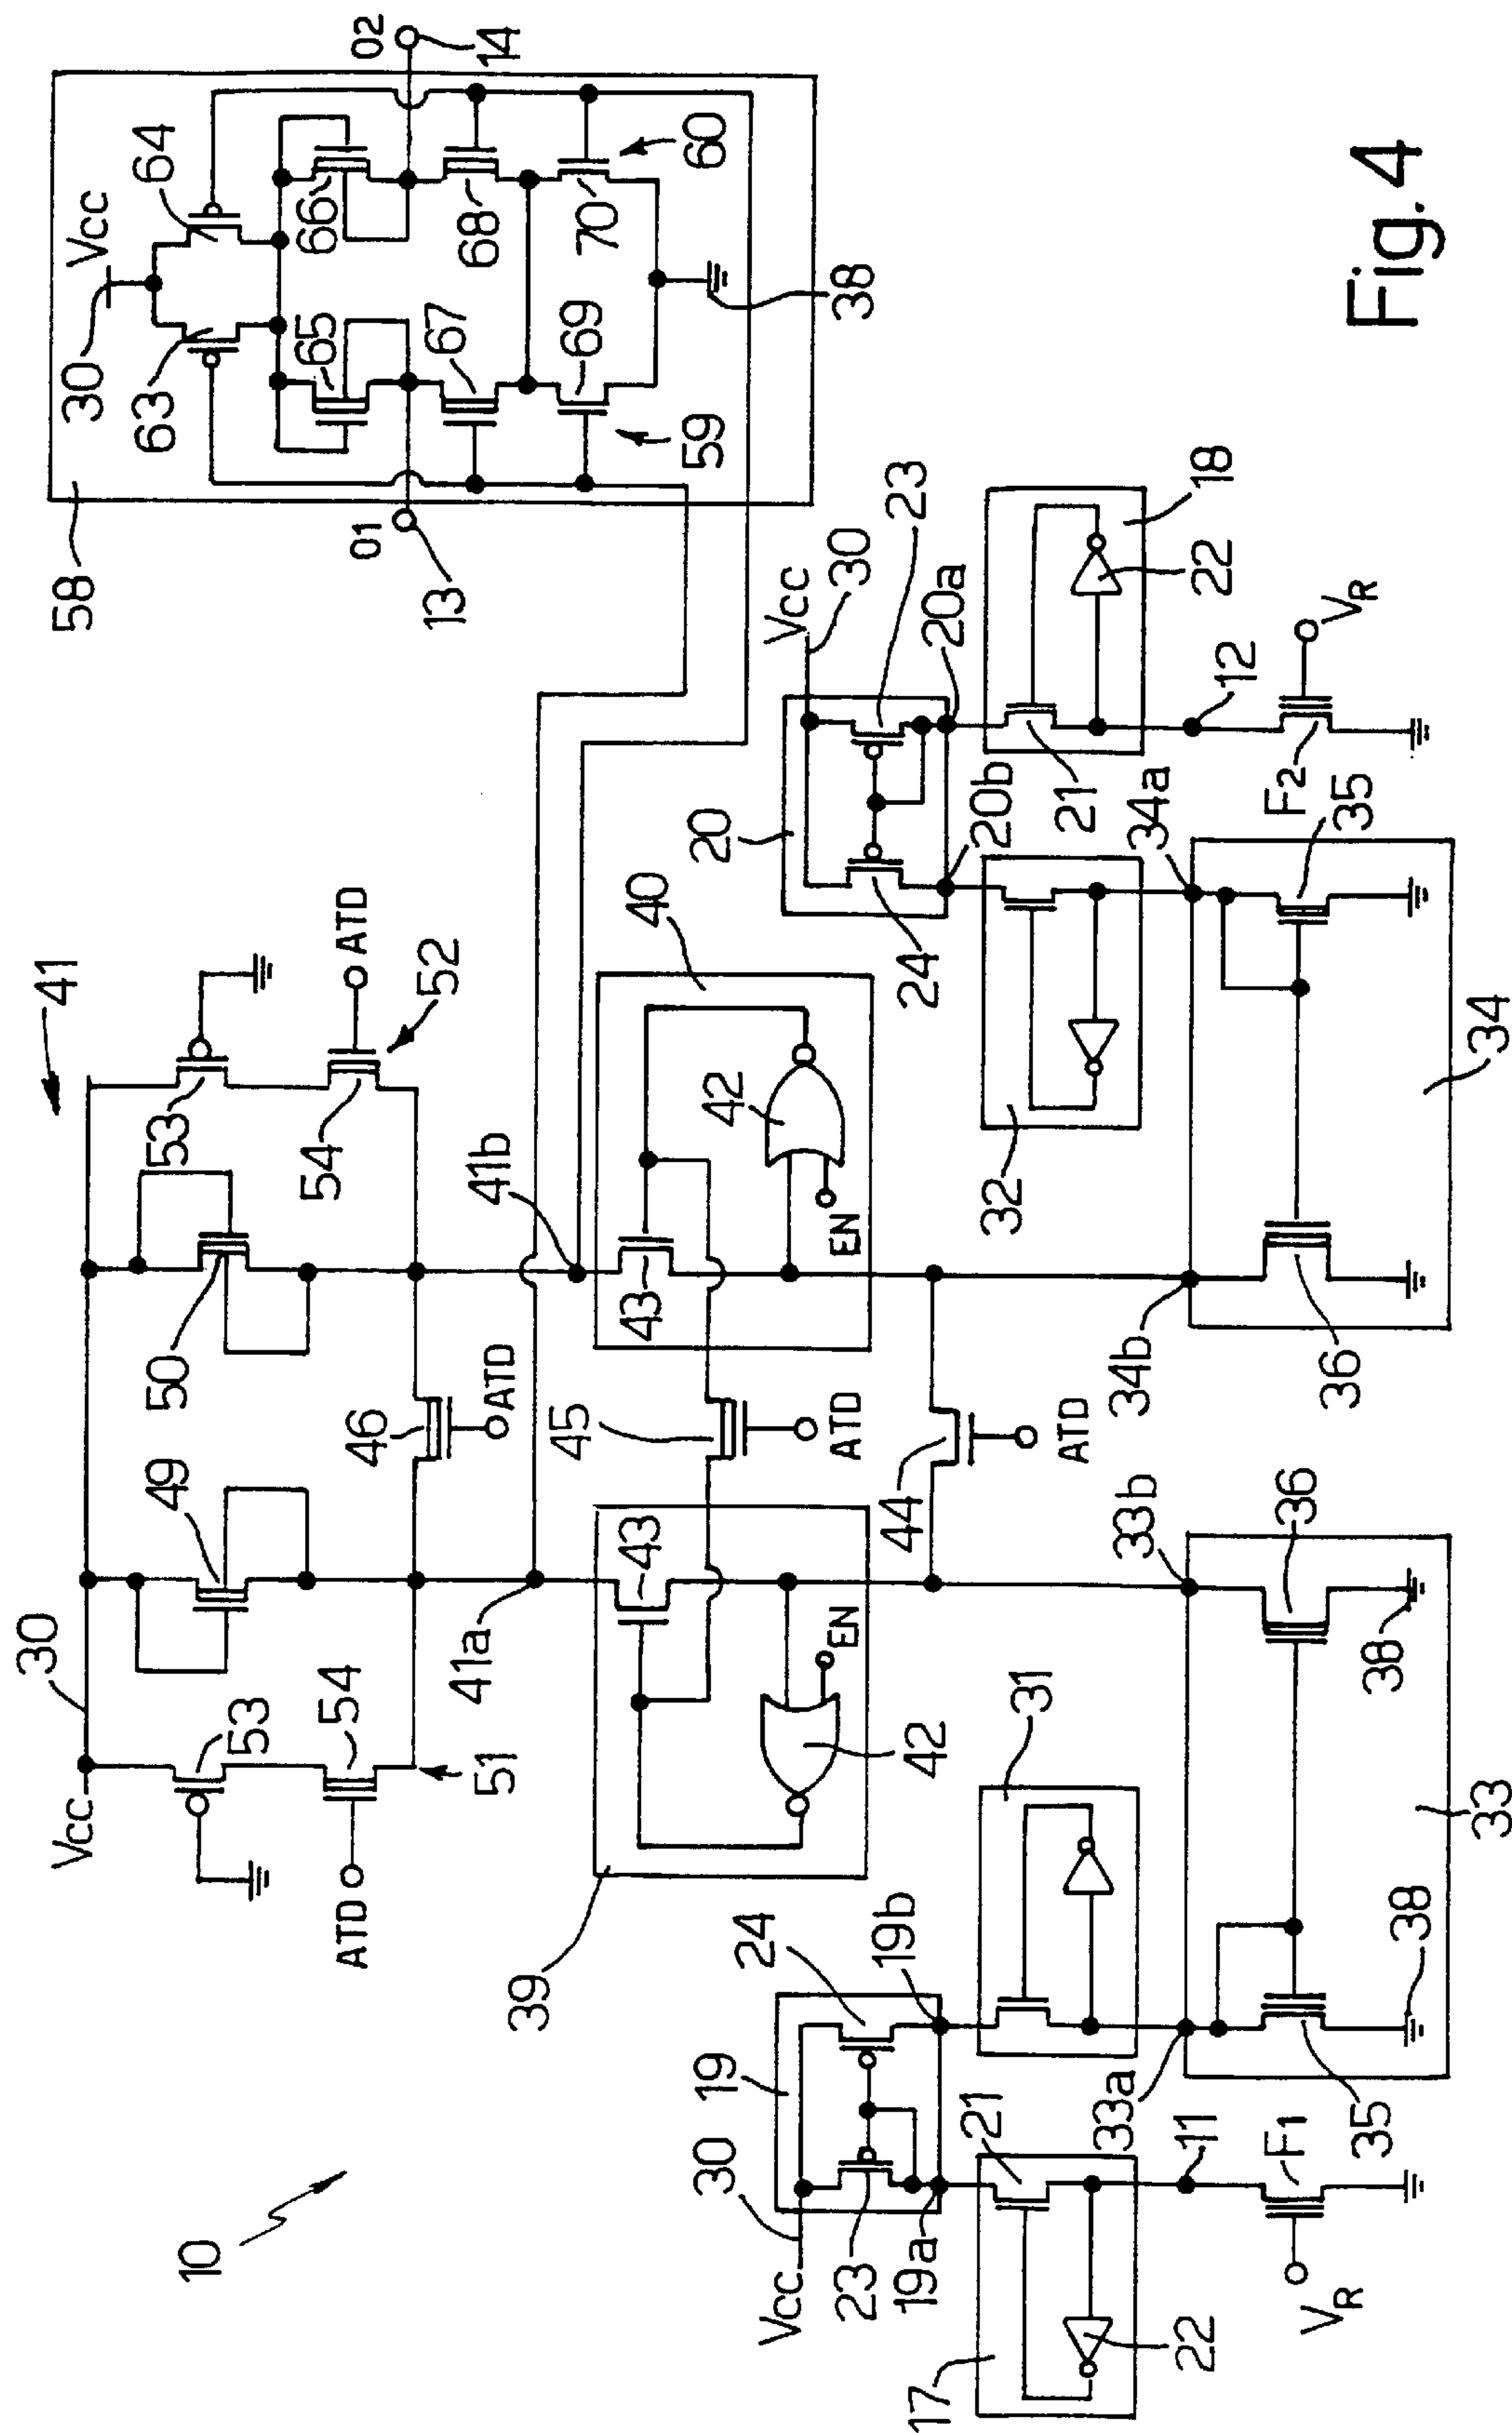 30 41
Vcc 58 30 Vcc
49 50 53 63 64
10
53
54 54 65 66
ATD 46 ATD O1 O2
52 13 67 68 14
51 41a ATD 41b
39
45 69 70
43 43 40
59 60
30 19 42 20
24
Vcc Vcc
23 EN ATD EN 30 38
19a 19b 44 24 23
17 42 20a
21 20b
32
31
ATD 21
33a 33b 34b 34a
22 11 12 22 18
F1 36 F2
VR 36 35 VR
35 38
38 Fig. 4
33 34